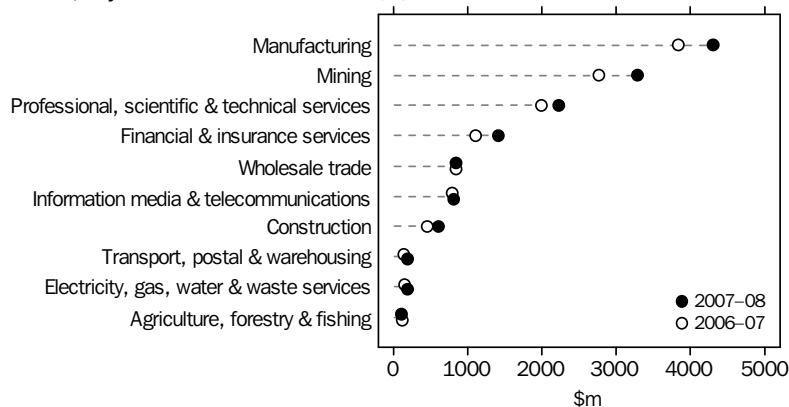 Manufacturing
Mining
Professional, scientific & technical services
Financial & insurance services
Wholesale trade
Information media & telecommunications
Construction
Transport, postal & warehousing
Electricity, gas, water & waste services
Agriculture, forestry & fishing
2007–08
2006–07
0 1000 2000 3000 4000 5000
$m